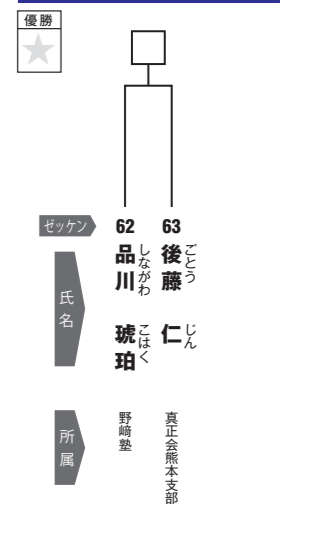 優勝
ゼッケン
62
63
氏名
品川 琥珀
しながわ こはく
後藤 仁
ごとう じん
所属
野﨑塾
真正会熊本支部